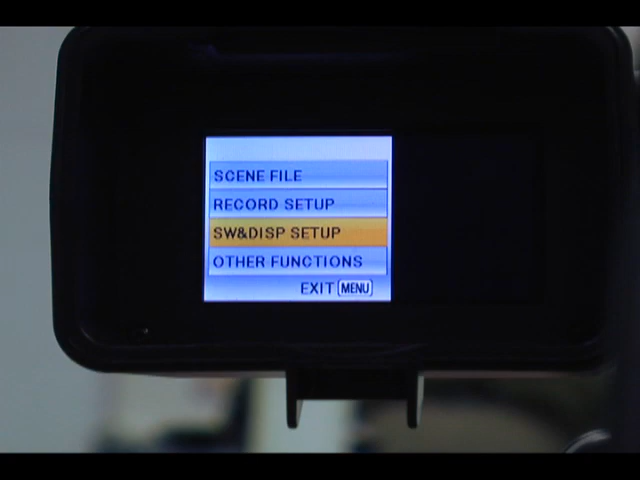 SCENE FILE
RECORD SETUP
SW&DISP SETUP
OTHER FUNCTIONS
EXIT MENU